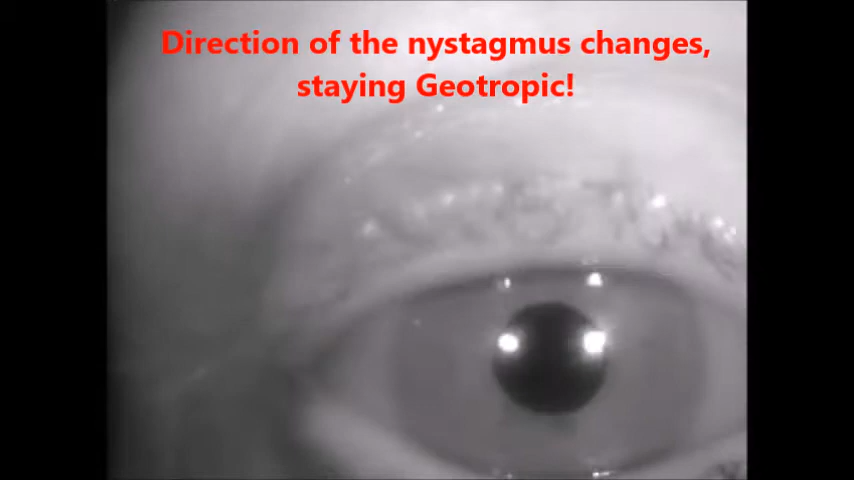 Direction of the nystagmus changes,
staying Geotropic!